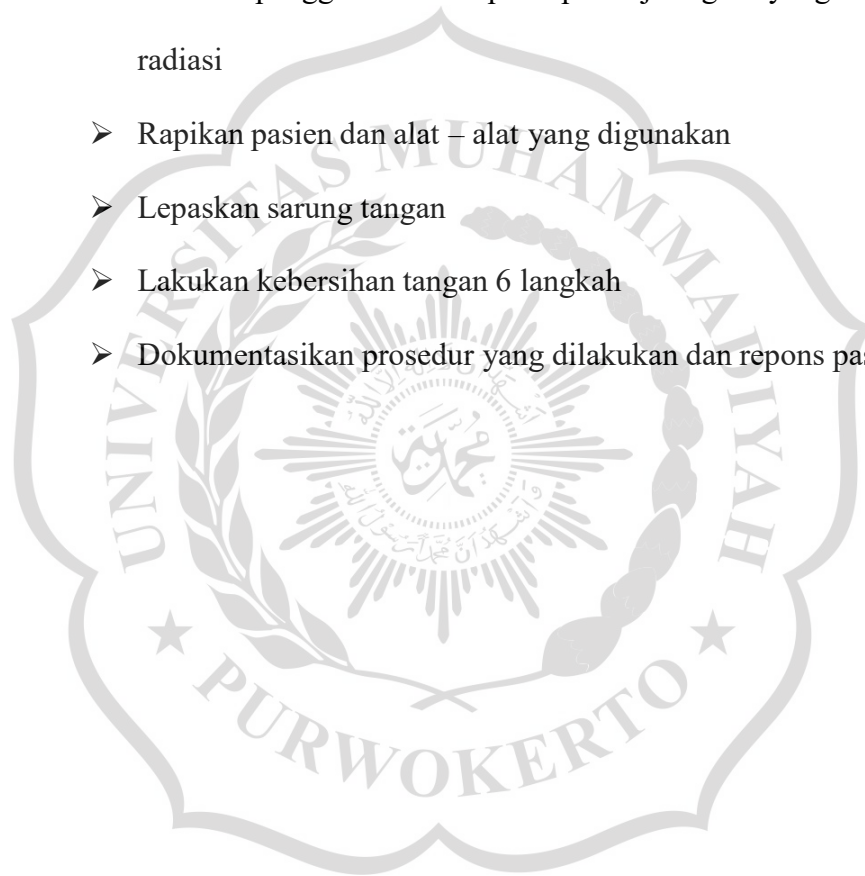 yang
radiasi
➢ Rapikan pasien dan alat – alat yang digunakan
➢ Lepaskan sarung tangan
➢ Lakukan kebersihan tangan 6 langkah
➢ Dokumentasikan prosedur yang dilakukan dan repons pas
UNIVERSITAS MUHAMMADIYAH
PURWOKERTO